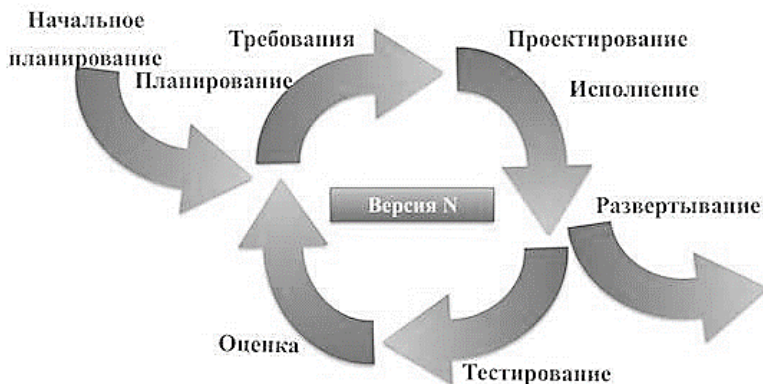 Начальное
планирование
Планирование
Требования
Проектирование
Исполнение
Версия N
Развертывание
Оценка
Тестирование